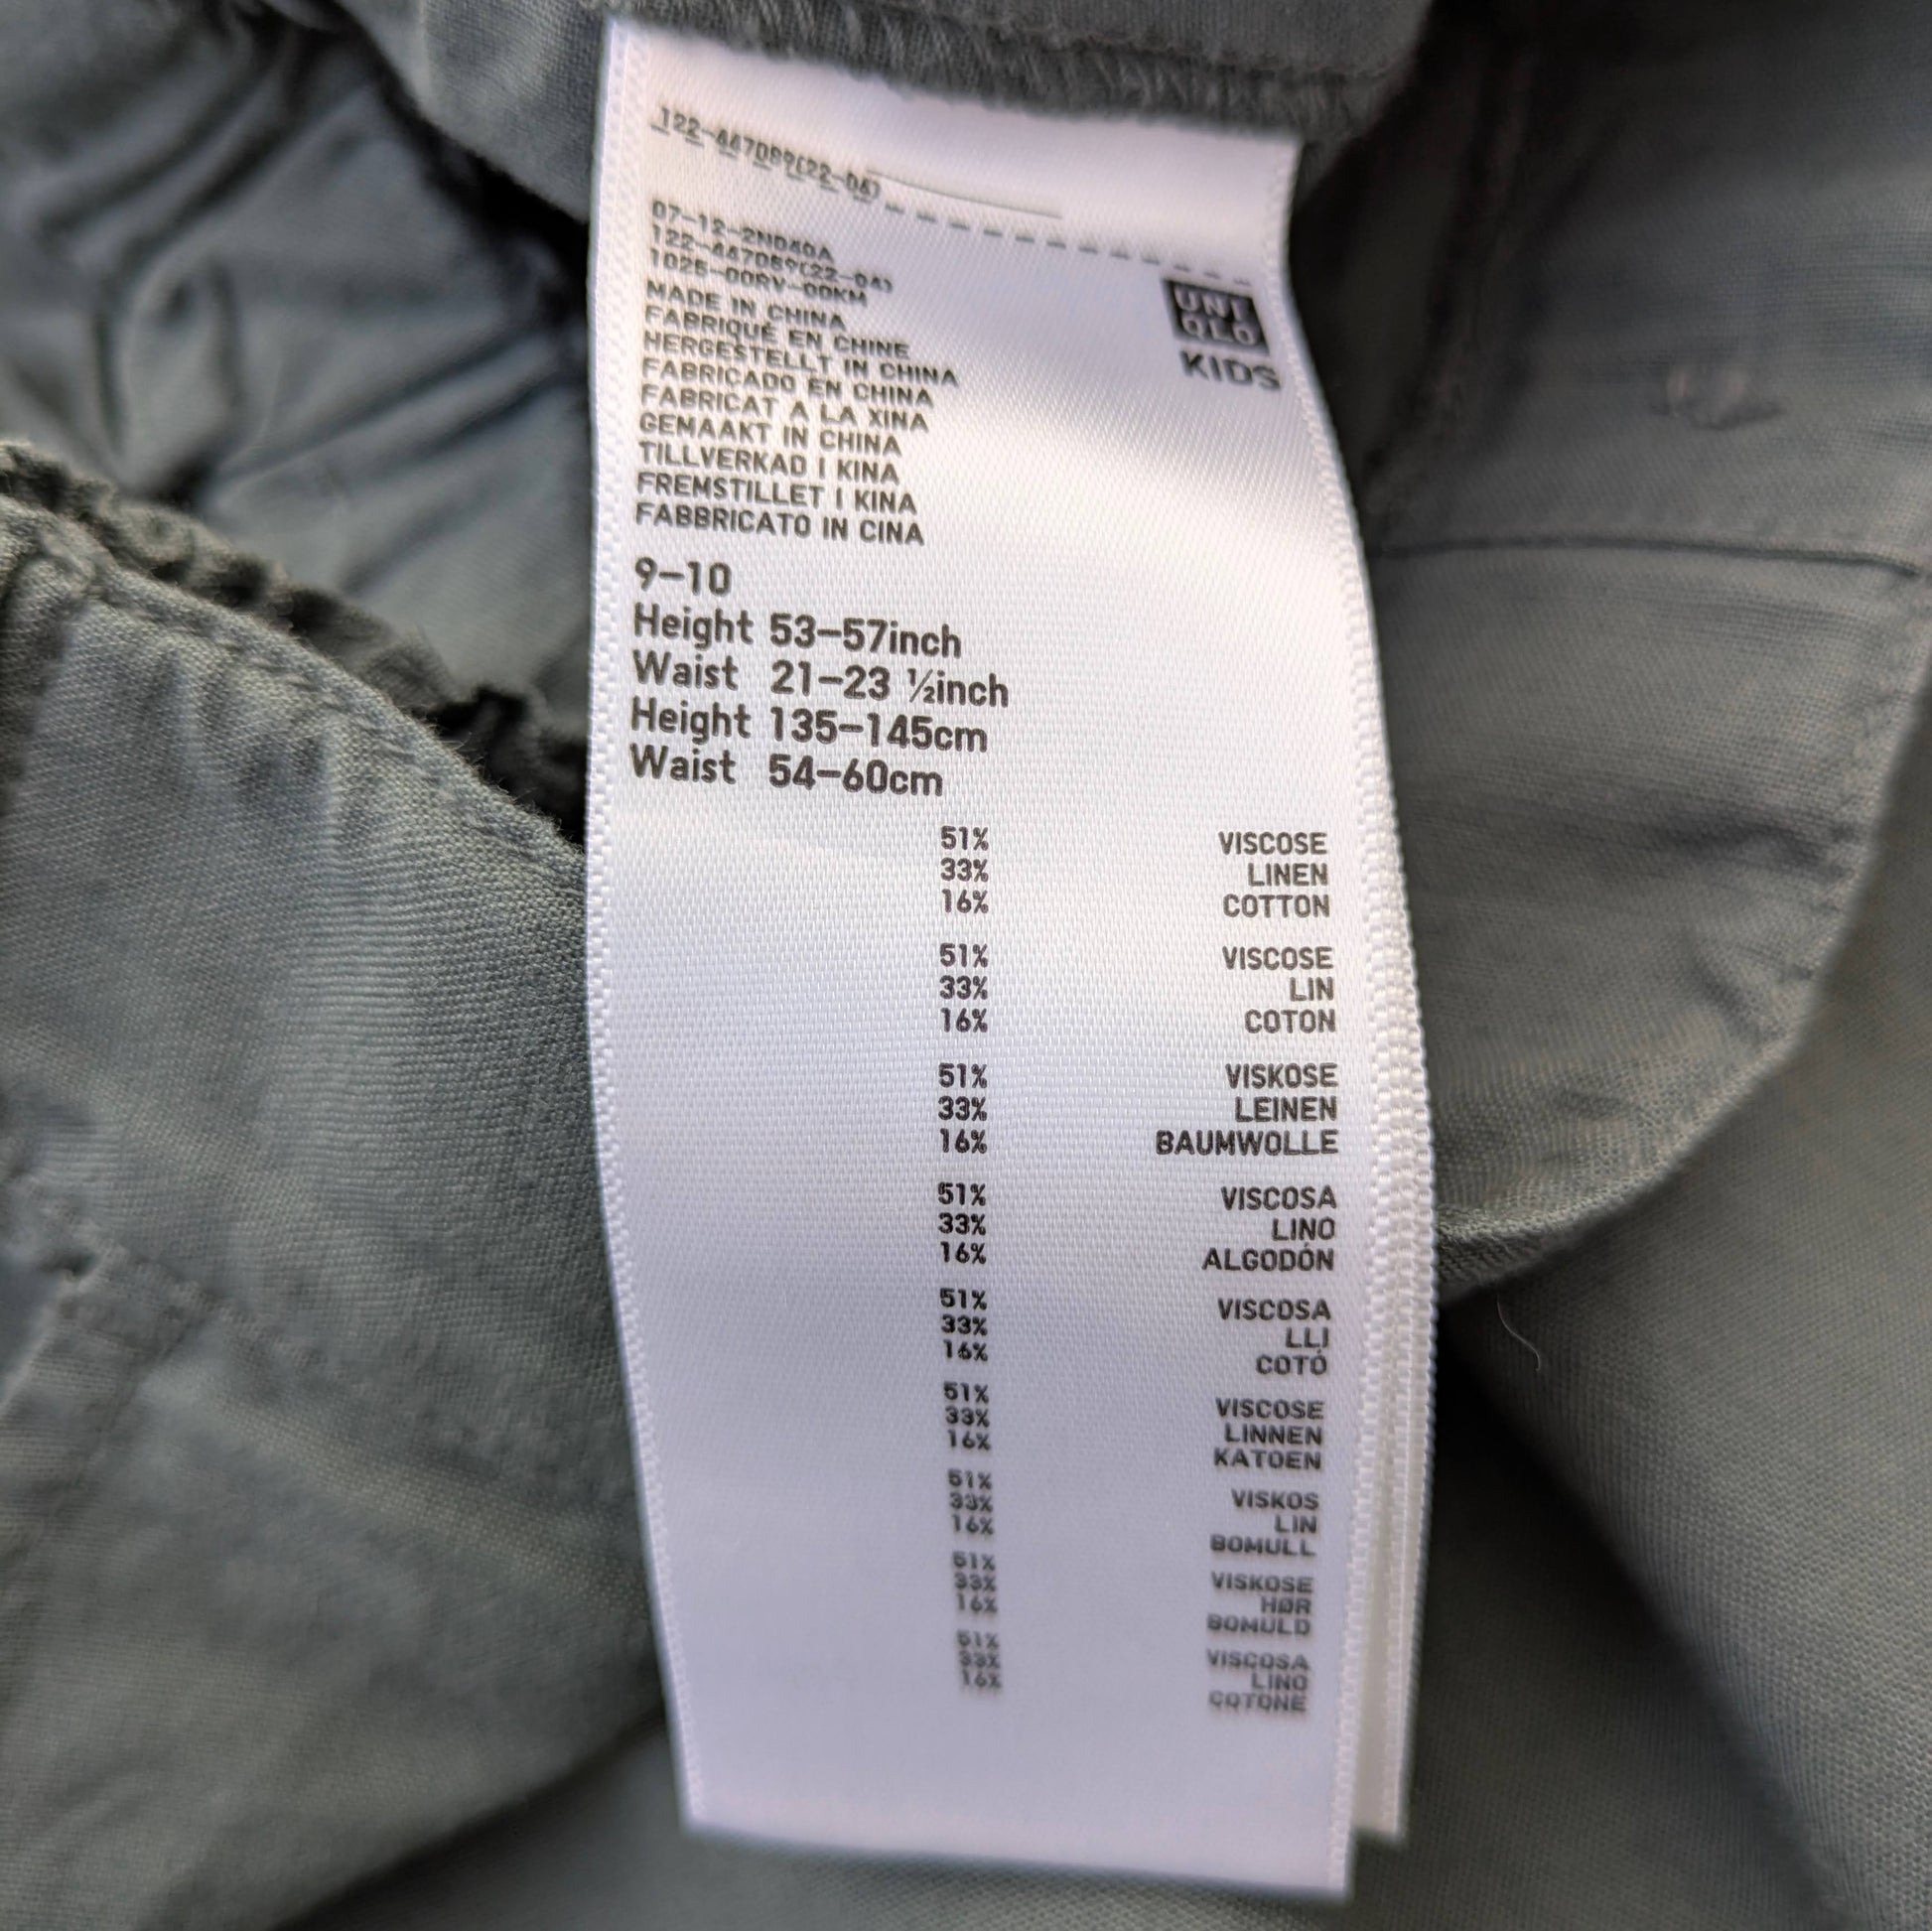 122-447089(22-04)
07-12-2N040A
122-447089(22-04)
1025-00RV-00KM
UNI
QLO
KIDS
MADE IN CHINA
FABRIQUÉ EN CHINE
HERGESTELLT IN CHINA
FABRICADO EN CHINA
FABRICAT A LA XINA
GEMAAKT IN CHINA
TILLVERKAD I KINA
FREMSTILLET I KINA
FABBRICATO IN CINA
9-10
Height 53-57inch
Waist 21-23 ½inch
Height 135-145cm
Waist 54-60cm
51% VISCOSE
33% LINEN
16% COTTON
51% VISCOSE
33% LIN
16% COTON
51% VISKOSE
33% LEINEN
16% BAUMWOLLE
51% VISCOSA
33% LINO
16% ALGODÓN
51% VISCOSA
33% LLI
16% COTÓ
51% VISCOSE
33% LINNEN
16% KATOEN
51% VISKOS
33% LIN
16% BOMULL
51% VISKOSE
33% HØR
16% BOMULD
51% VISCOSA
33% LINO
16% COTONE